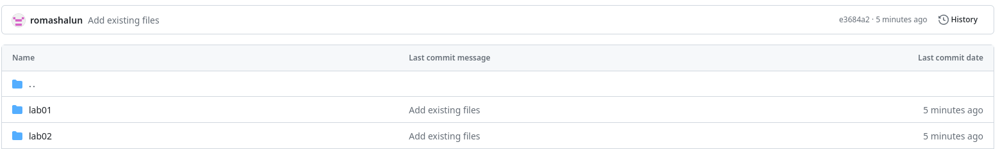 romashalun Add existing files e3684a2 · 5 minutes ago History
Name Last commit message Last commit date
..
lab01 Add existing files 5 minutes ago
lab02 Add existing files 5 minutes ago